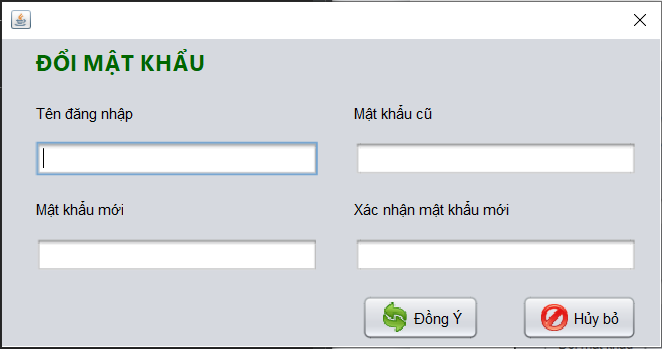 ĐỔI MẬT KHẨU
Tên đăng nhập
Mật khẩu cũ
Mật khẩu mới
Xác nhận mật khẩu mới
Đồng Ý
Hủy bỏ